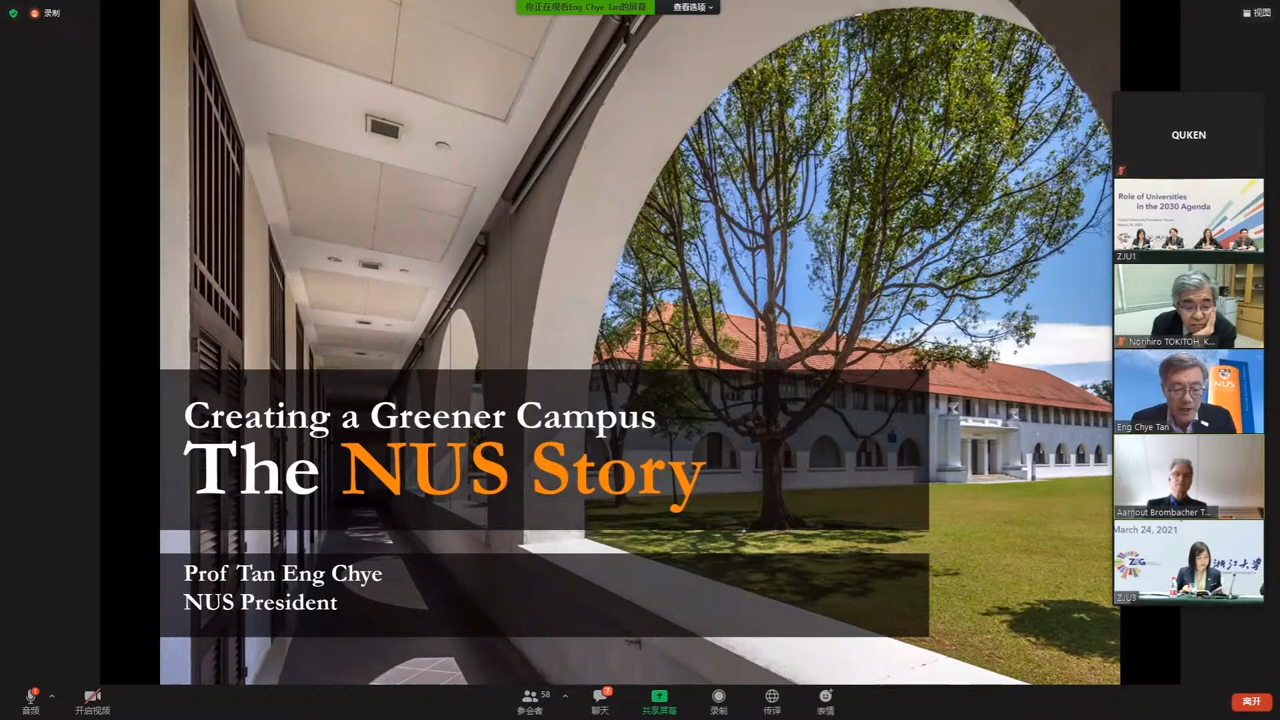 录制
你正在观看Eng Chye Tan的屏幕
查看选项
视图
Creating a Greener Campus
The NUS Story
Prof Tan Eng Chye
NUS President
QUKEN
Role of Universities
in the 2030 Agenda
March 24, 2021
ZJU1
Norihiro TOKITOH, K...
NUS
Eng Chye Tan
Aarnout Brombacher T...
March 24, 2021
浙江大学
ZJU3
音频
开启视频
58
参会者
7
聊天
共享屏幕
录制
传译
表情
离开